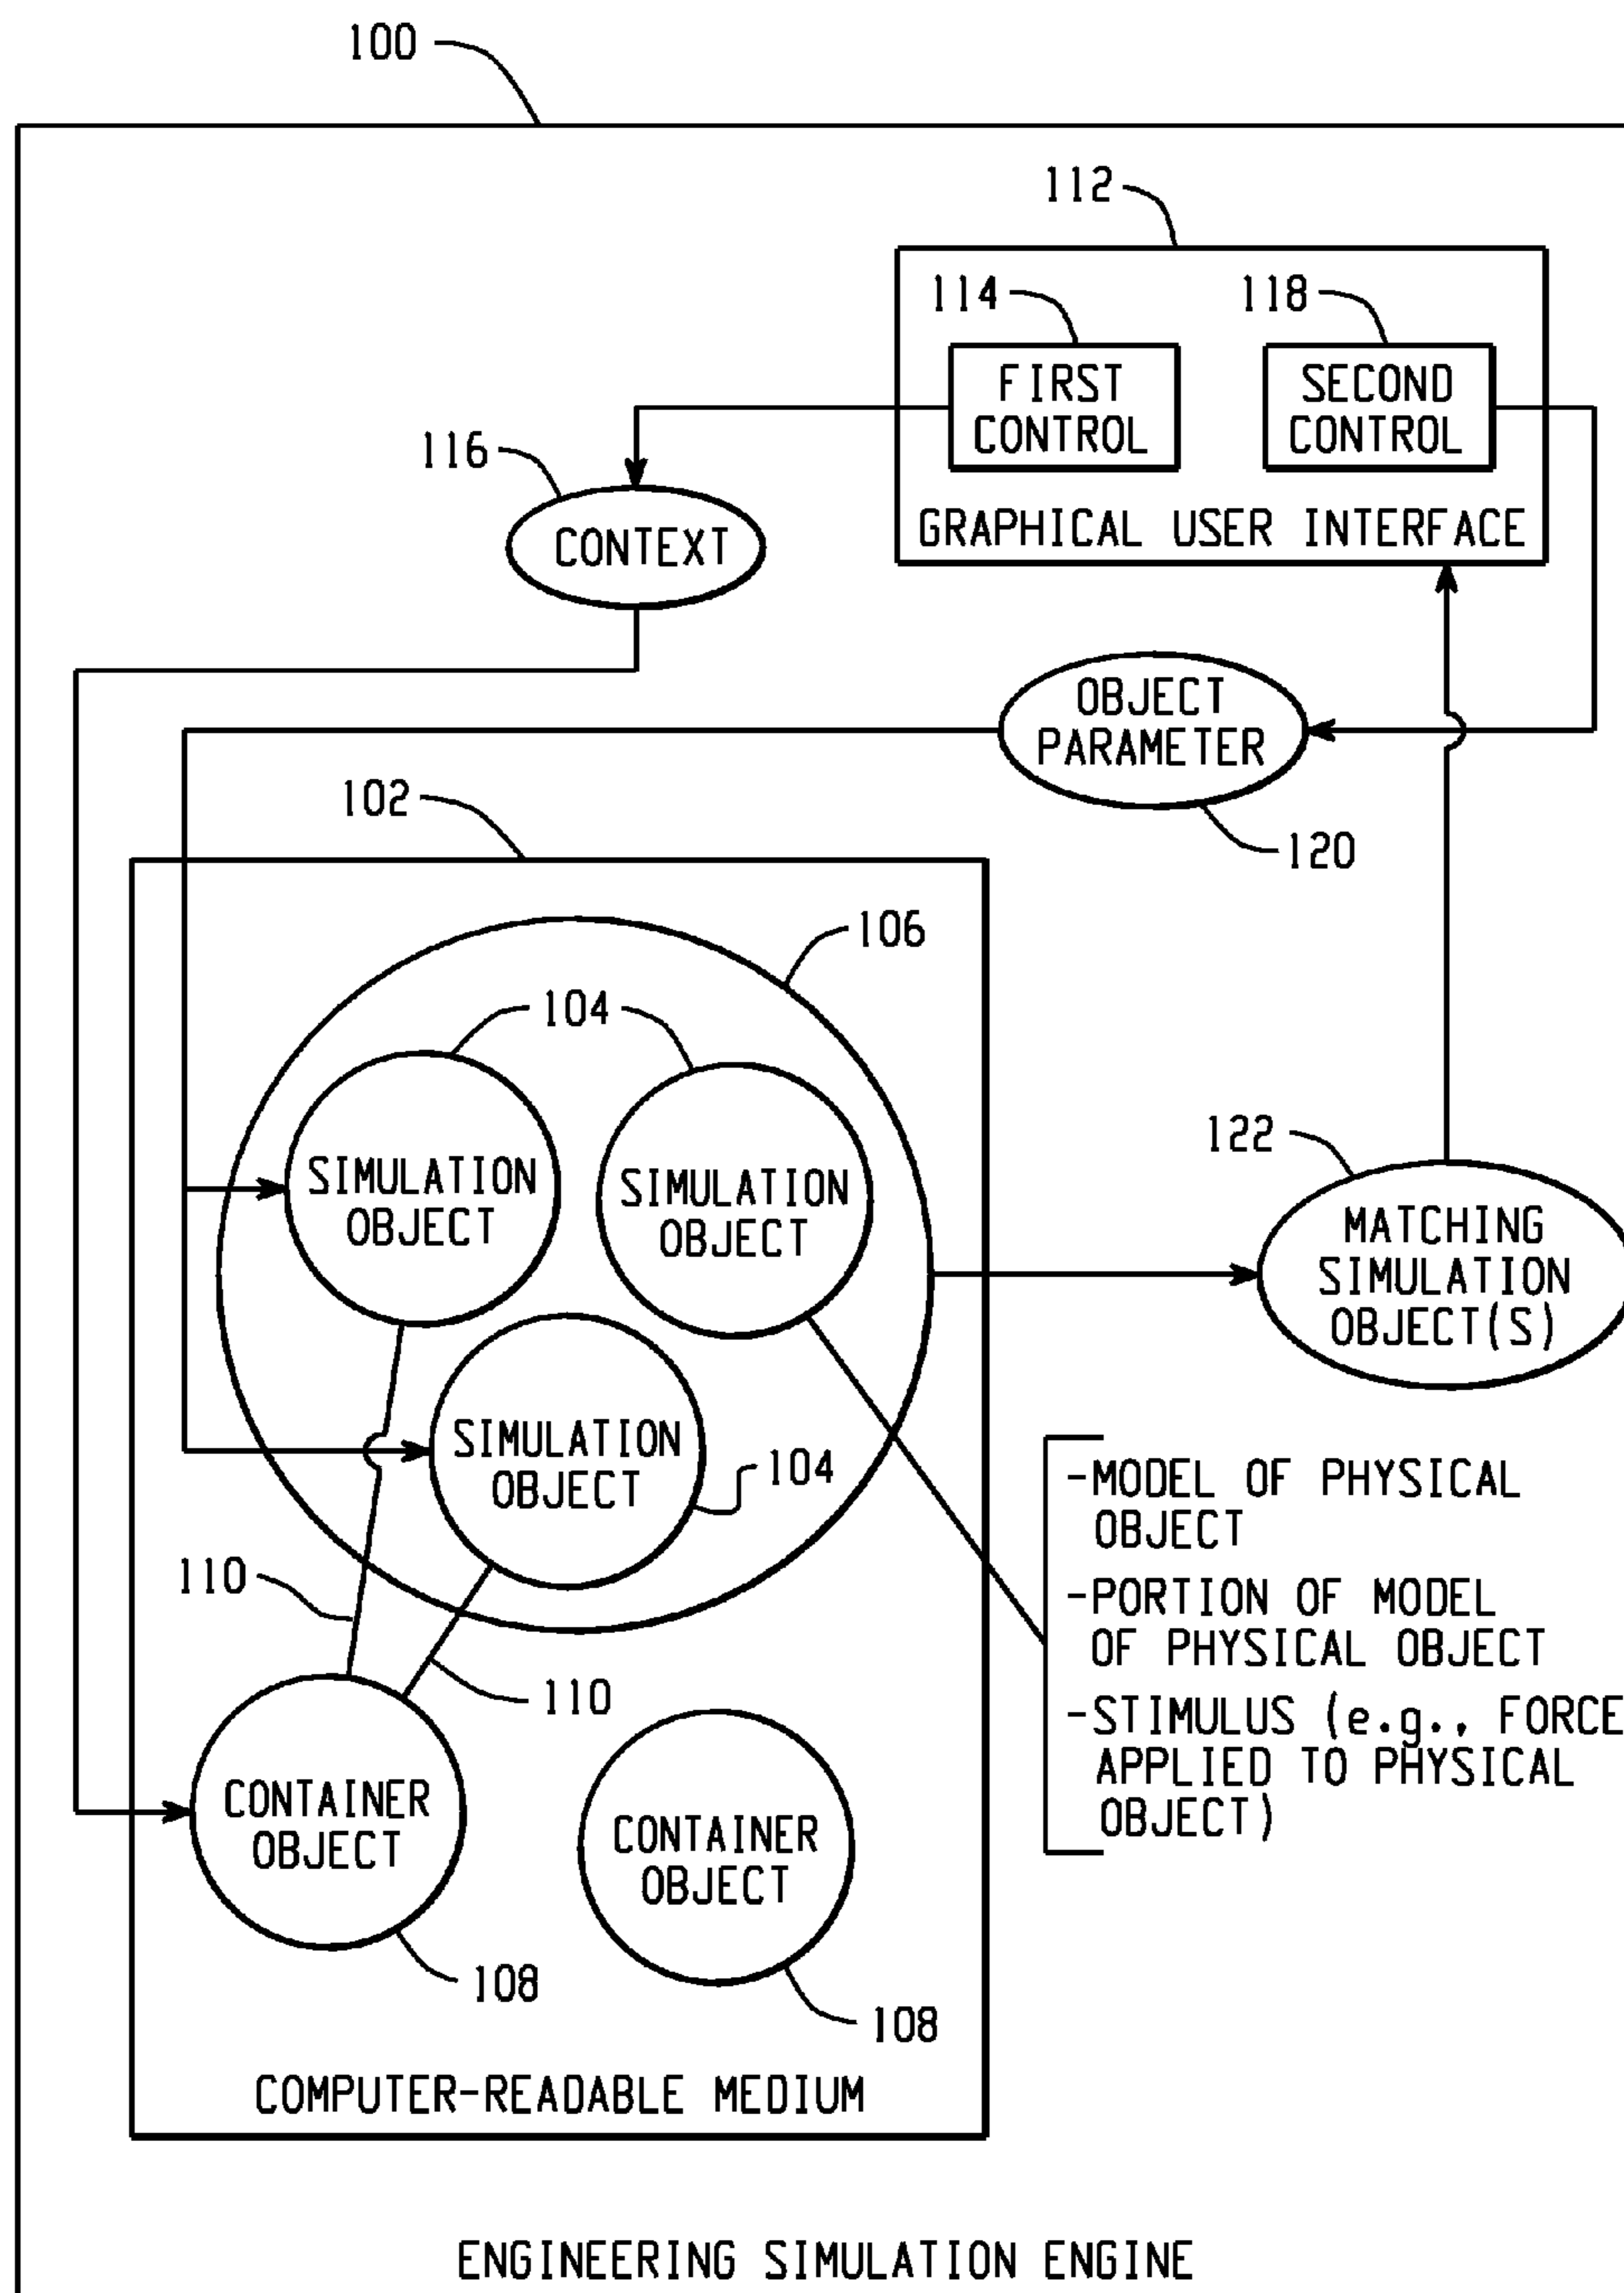 100
112
114
118
FIRST
CONTROL
SECOND
CONTROL
116
CONTEXT
GRAPHICAL USER INTERFACE
OBJECT
PARAMETER
102
120
106
104
SIMULATION
OBJECT
SIMULATION
OBJECT
122
MATCHING
SIMULATION
OBJECT(S)
SIMULATION
OBJECT
104
-MODEL OF PHYSICAL
OBJECT
-PORTION OF MODEL
OF PHYSICAL OBJECT
-STIMULUS (e.g., FORCE
APPLIED TO PHYSICAL
OBJECT)
110
110
CONTAINER
OBJECT
CONTAINER
OBJECT
108
108
COMPUTER-READABLE MEDIUM
ENGINEERING SIMULATION ENGINE